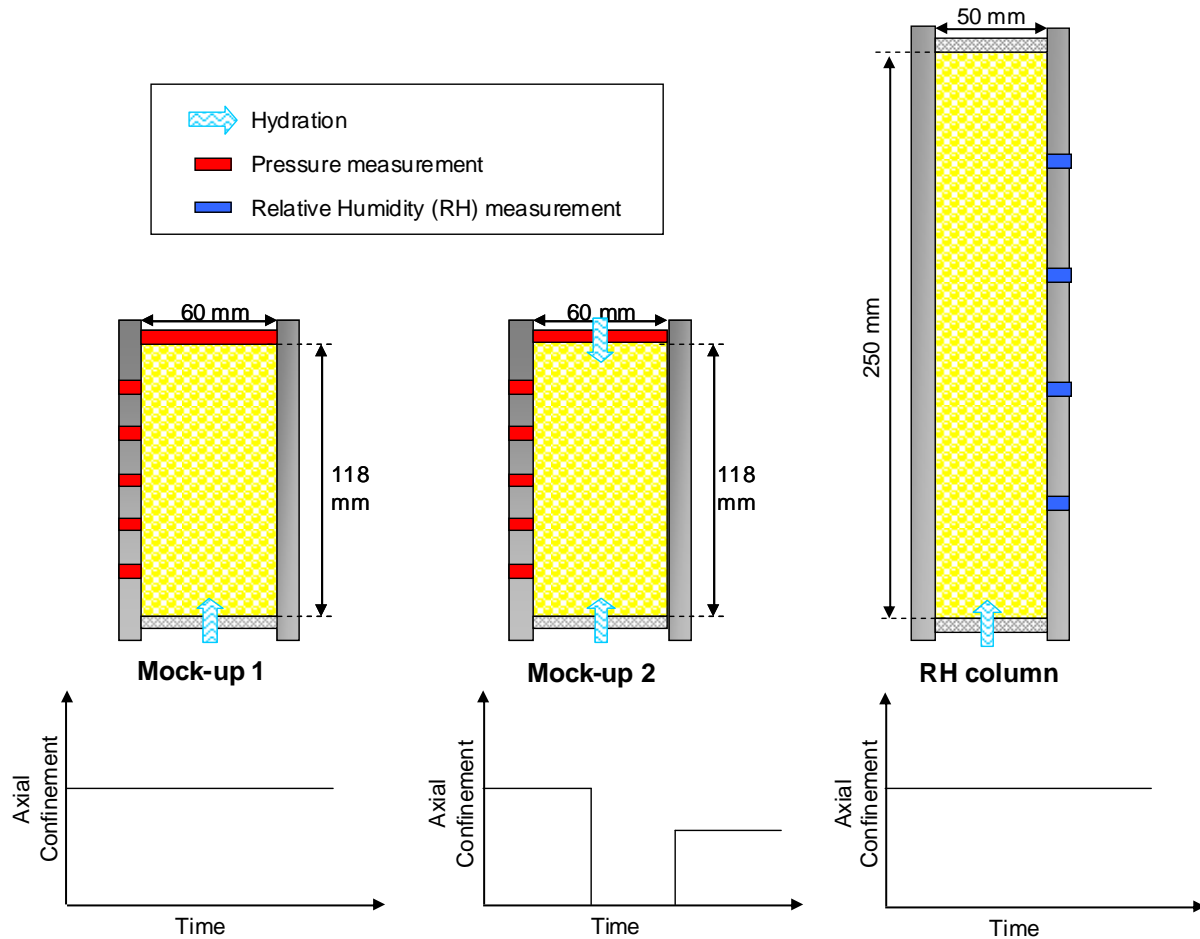 50 mm
Hydration
Pressure measurement
Relative Humidity (RH) measurement
250 mm
60 mm
118
mm
60 mm
118
mm
Mock-up 1
Mock-up 2
RH column
Axial
Confinement
Time
Axial
Confinement
Time
Axial
Confinement
Time